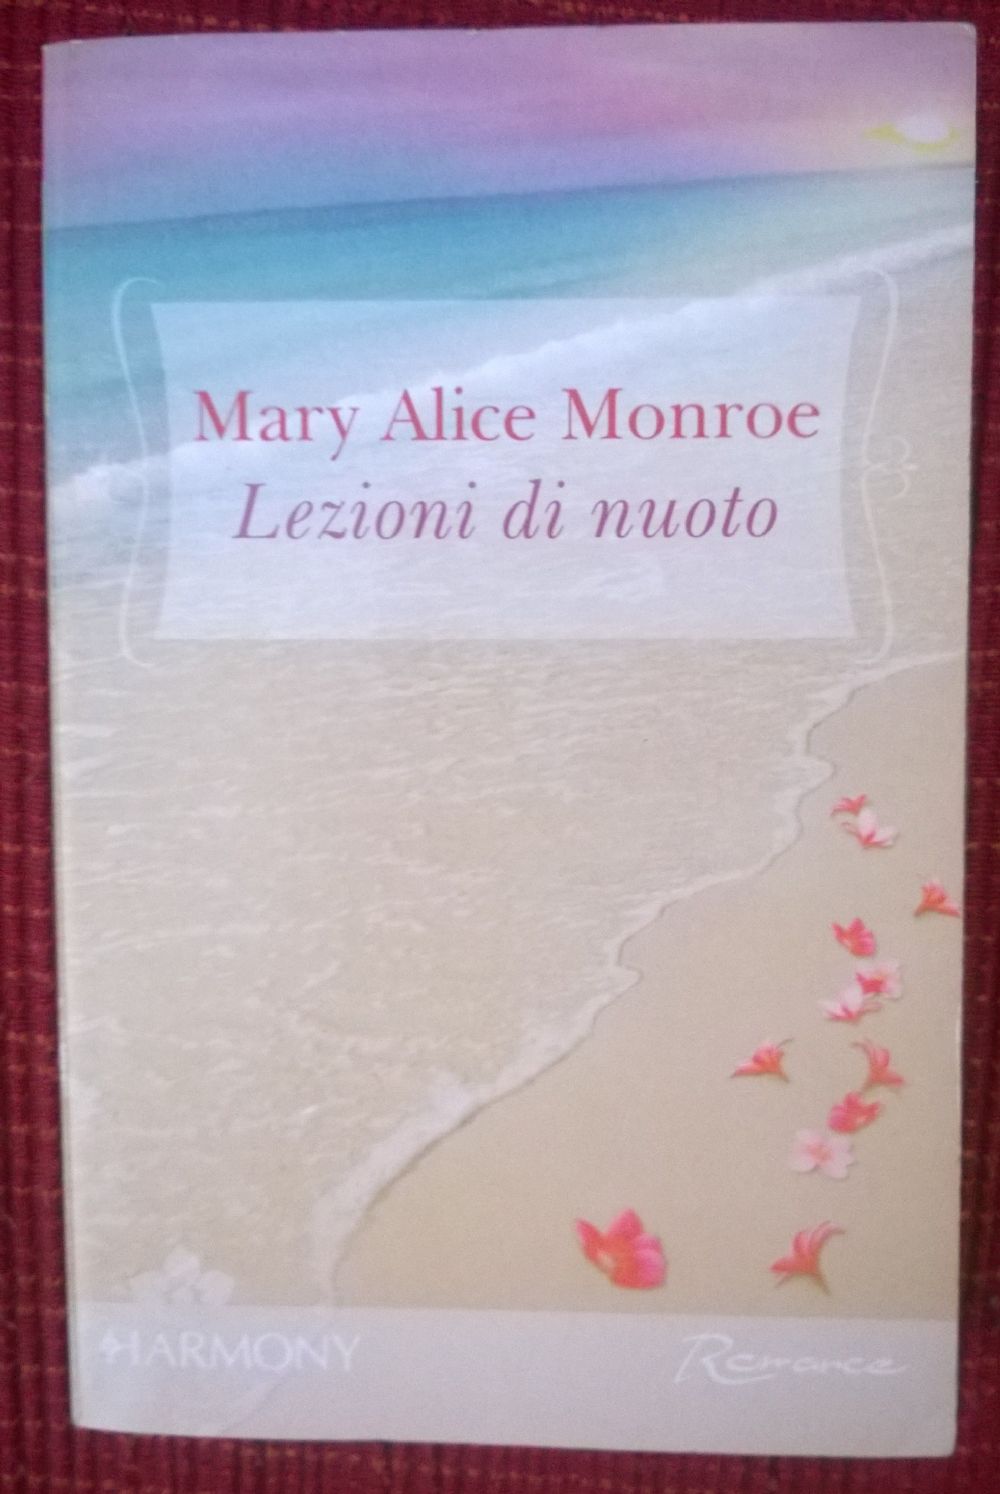 Mary Alice Monroe
Lezioni di nuoto
HARMONY
Romance